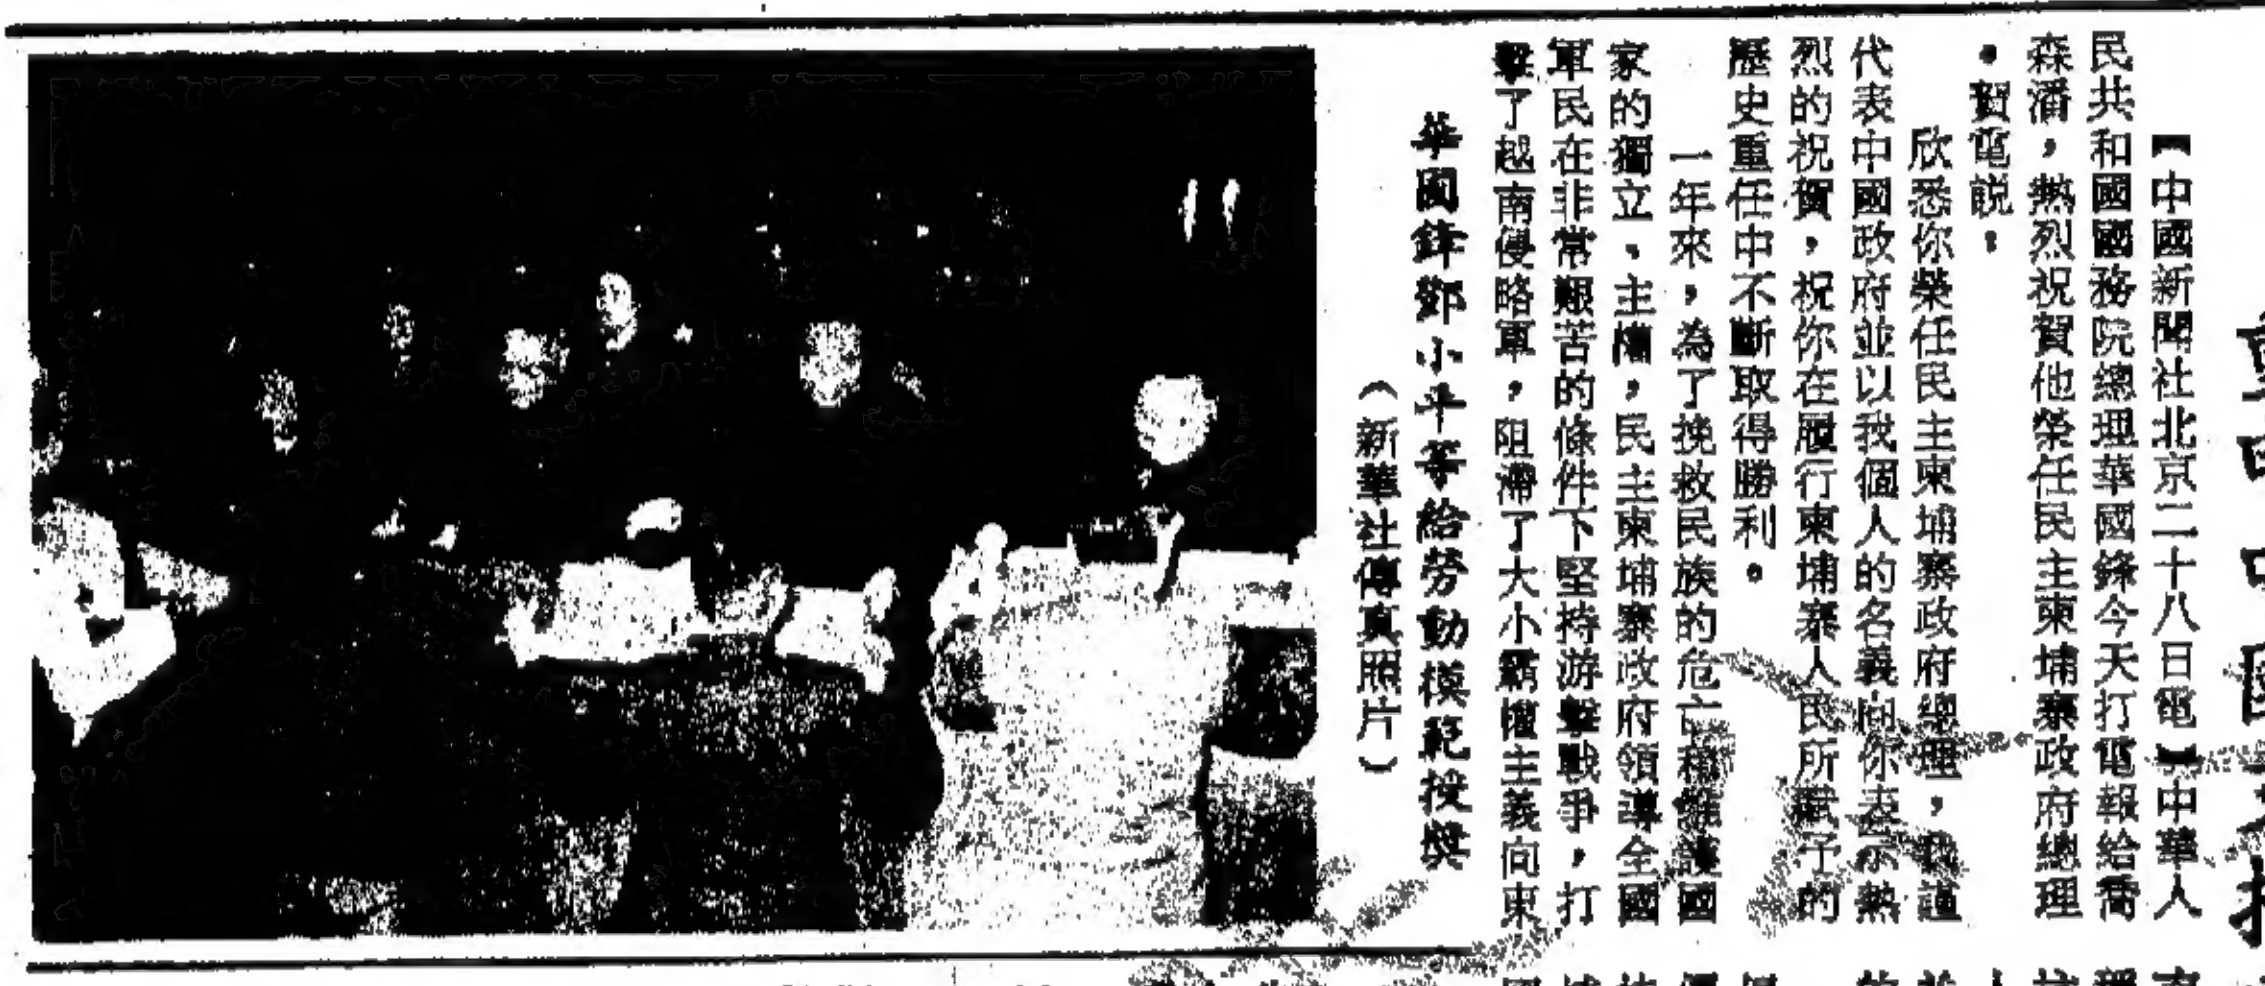 【中國新聞社北京二十八日電】中華人
民共和國國務院總理華國鋒今天打電報給喬
森潘，熱烈祝賀他榮任民主柬埔寨政府總理
。賀電説：
欣悉你榮任民主柬埔寨政府總理，我謹
代表中國政府並以我個人的名義向你表示熱
烈的祝賀，祝你在履行柬埔寨人民所賦予的
歷史重任中不斷取得勝利。
一年來，為了挽救民族的危亡和維護國
家的獨立、主權，民主柬埔寨政府領導全國
軍民在非常艱苦的條件下堅持游擊戰爭，打
擊了越南侵略軍，阻滯了大小霸權主義向東
華國鋒鄧小平等給勞動模範授獎
（新華社傳真照片）